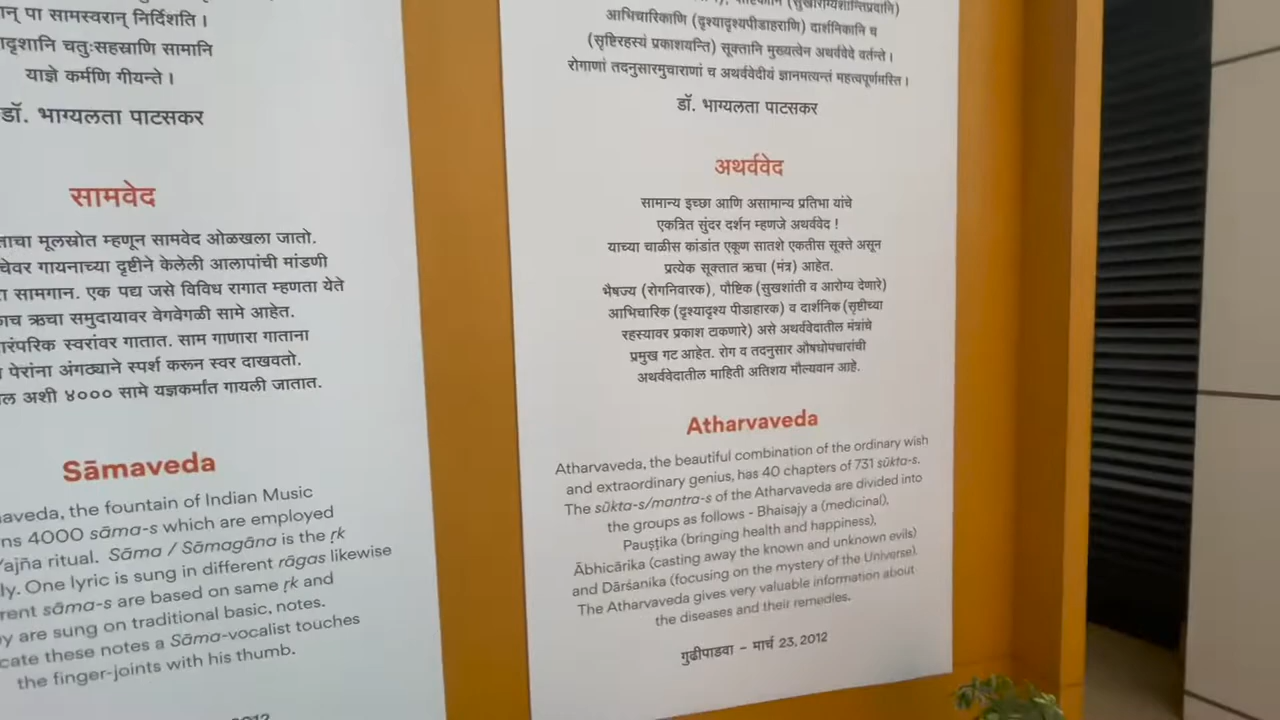 पा सामस्वरान् निर्दिशति ।
चतुःसहस्राणि सामानि
याज्ञे कर्मणि गीयन्ते ।
डॉ. भाग्यलता पाटसकर
सामवेद
मूलस्रोत म्हणून सामवेद ओळखला जातो.
गायनाच्या दृष्टीने केलेली आलापांची मांडणी
सामगान. एक पद्य जसे विविध रागात म्हणता येते
ऋचा समुदायावर वेगवेगळी सामे आहेत.
स्वरांवर गातात. साम गाणारा गाताना
पेरांना अंगठ्याने स्पर्श करून स्वर दाखवतो.
अशी ४००० सामे यज्ञकर्मांत गायली जातात.
Sāmaveda
the fountain of Indian Music
4000 sāma-s which are employed
ritual. Sāma / Sāmagāna is the ṛk
One lyric is sung in different rāgas likewise
sāma-s are based on same ṛk and
are sung on traditional basic, notes.
these notes a Sāma-vocalist touches
the finger-joints with his thumb.
आभिचारिकाणि (दृश्यादृश्यपीडाहराणि) दार्शनिकानि च
(सृष्टिरहस्यं प्रकाशयन्ति) सूक्तानि मुख्यत्वेन अथर्ववेदे वर्तन्ते ।
रोगाणां तदनुसारमुचाराणां च अथर्ववेदीयं ज्ञानमत्यन्तं महत्त्वपूर्णमस्ति ।
डॉ. भाग्यलता पाटसकर
अथर्ववेद
सामान्य इच्छा आणि असामान्य प्रतिभा यांचे
एकत्रित सुंदर दर्शन म्हणजे अथर्ववेद !
याच्या चाळीस कांडांत एकूण सातशे एकतीस सूक्ते असून
प्रत्येक सूक्तात ऋचा (मंत्र) आहेत.
भैषज्य (रोगनिवारक), पौष्टिक (सुखशांती व आरोग्य देणारे)
आभिचारिक (दृश्यादृश्य पीडाहारक) व दार्शनिक (सृष्टीच्या
रहस्यावर प्रकाश टाकणारे) असे अथर्ववेदातील मंत्रांचे
प्रमुख गट आहेत. रोग व तदनुसार औषधोपचारांची
अथर्ववेदातील माहिती अतिशय मौल्यवान आहे.
Atharvaveda
Atharvaveda, the beautiful combination of the ordinary wish
and extraordinary genius, has 40 chapters of 731 sūkta-s.
The sūkta-s/mantra-s of the Atharvaveda are divided into
the groups as follows - Bhaisajy a (medicinal),
Pauṣṭika (bringing health and happiness),
Ābhicārika (casting away the known and unknown evils)
and Dārśanika (focusing on the mystery of the Universe).
The Atharvaveda gives very valuable information about
the diseases and their remedies.
गुढीपाडवा – मार्च 23, 2012